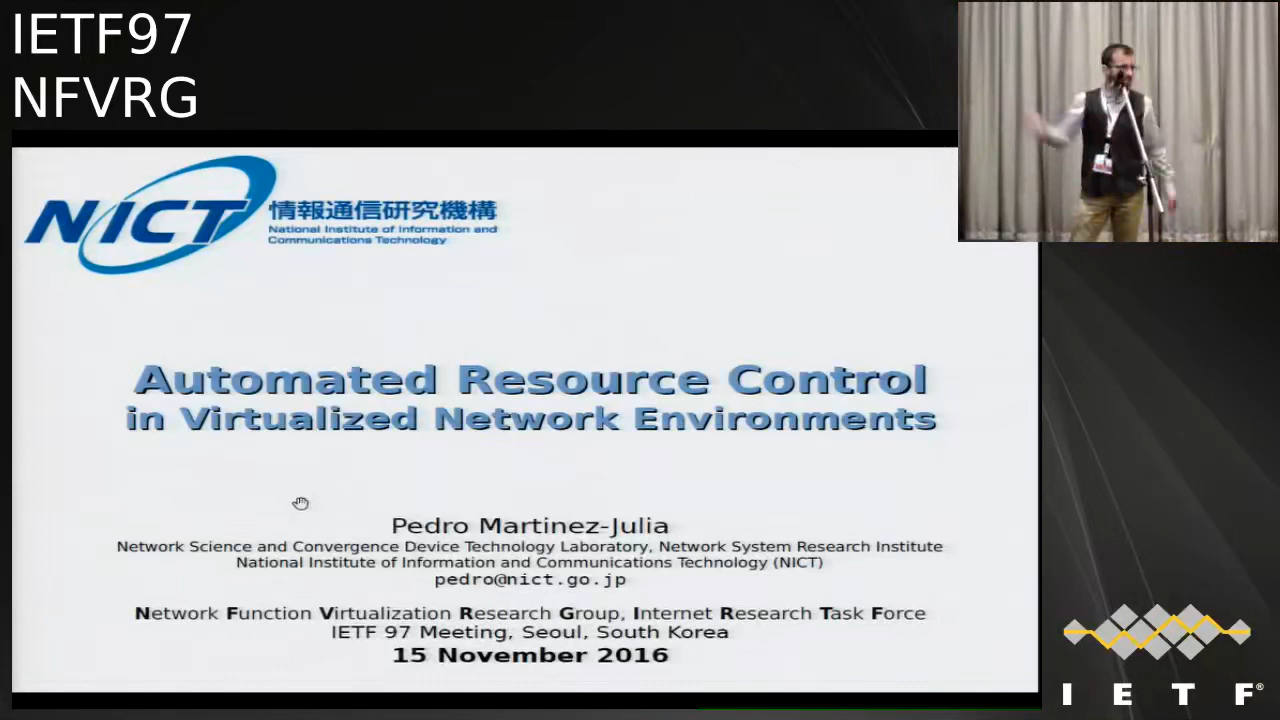 IETF97
NFVRG
NICT
情報通信研究機構
National Institute of Information and
Communications Technology
Automated Resource Control
in Virtualized Network Environments
Pedro Martinez-Julia
Network Science and Convergence Device Technology Laboratory, Network System Research Institute
National Institute of Information and Communications Technology (NICT)
pedro@nict.go.jp
Network Function Virtualization Research Group, Internet Research Task Force
IETF 97 Meeting, Seoul, South Korea
15 November 2016
I E T F®